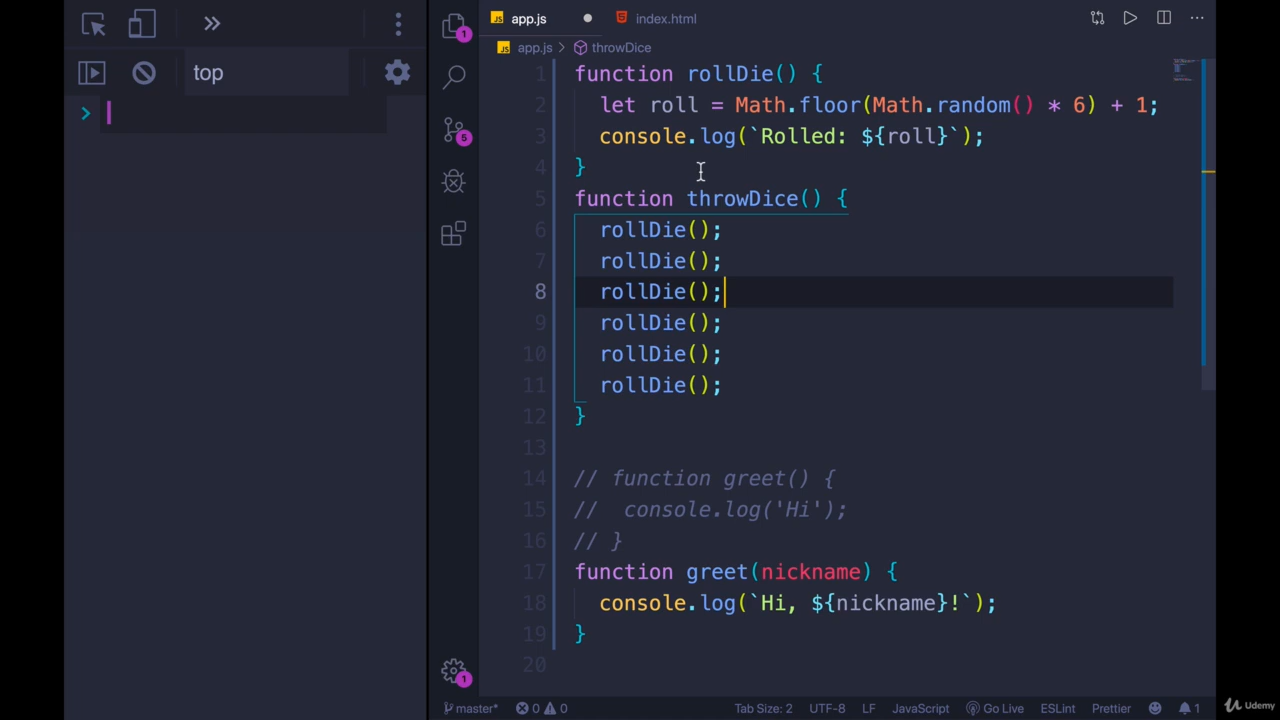 top
>
app.js
index.html
app.js > throwDice
1 function rollDie() {
2 let roll = Math.floor(Math.random() * 6) + 1;
3 console.log(`Rolled: ${roll}`);
4 }
5 function throwDice() {
6 rollDie();
7 rollDie();
8 rollDie();
9 rollDie();
10 rollDie();
11 rollDie();
12 }
13
14 // function greet() {
15 //  console.log('Hi');
16 // }
17 function greet(nickname) {
18 console.log(`Hi, ${nickname}!`);
19 }
20
1
5
1
master* 0 0 Tab Size: 2 UTF-8 LF JavaScript Go Live ESLint Prettier 1
Udemy